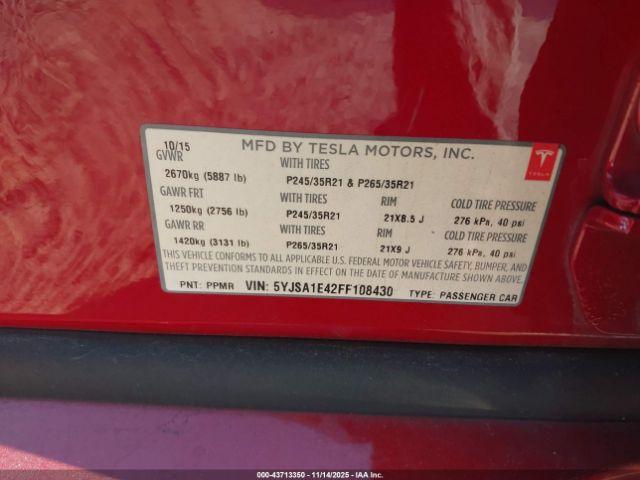 10/15 MFD BY TESLA MOTORS, INC.
GVWR WITH TIRES
2670kg (5887 lb) P245/35R21 & P265/35R21
GAWR FRT WITH TIRES RIM COLD TIRE PRESSURE
1250kg (2756 lb) P245/35R21 21X8.5 J 276 kPa, 40 psi
GAWR RR WITH TIRES RIM COLD TIRE PRESSURE
1420kg (3131 lb) P265/35R21 21X9 J 276 kPa, 40 psi
THIS VEHICLE CONFORMS TO ALL APPLICABLE U.S. FEDERAL MOTOR VEHICLE SAFETY, BUMPER, AND
THEFT PREVENTION STANDARDS IN EFFECT ON THE DATE OF MANUFACTURE SHOWN ABOVE.
PNT: PPMR VIN: 5YJSA1E42FF108430 TYPE: PASSENGER CAR
TESLA
000-43713350 - 11/14/2025 - IAAI, Inc.